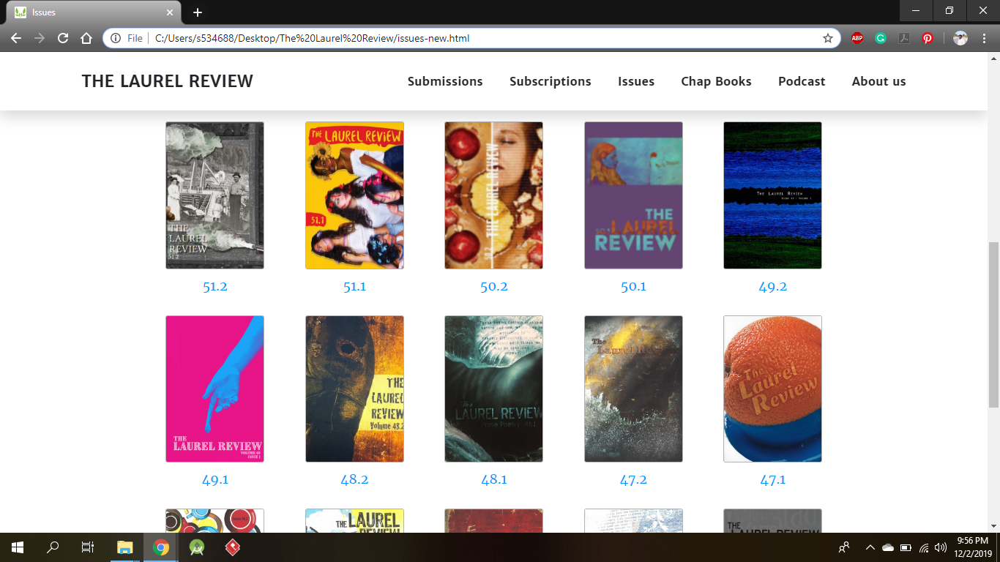 Issues
File
C:/Users/s534688/Desktop/The%20Laurel%20Review/issues-new.html
ABP
THE LAUREL REVIEW
Submissions
Subscriptions
Issues
Chap Books
Podcast
About us
THE
LAUREL
REVIEW
51.2
THE LAUREL REVIEW
51.1
THE LAUREL REVIEW
50.2
THE
50.1 LAUREL
REVIEW
The Laurel Review
51.2
51.1
50.2
50.1
49.2
THE
LAUREL REVIEW
VOLUME 49
ISSUE 1
THE
LAUREL
REVIEW
Volume 48.2
The
LAUREL REVIEW
Prose Poetry 48.1
The
Laurel Review
The
Laurel
Review
49.1
48.2
48.1
47.2
47.1
THE LAUREL
REVIEW
THE
LAUREL REVIEW
9:56 PM
12/2/2019